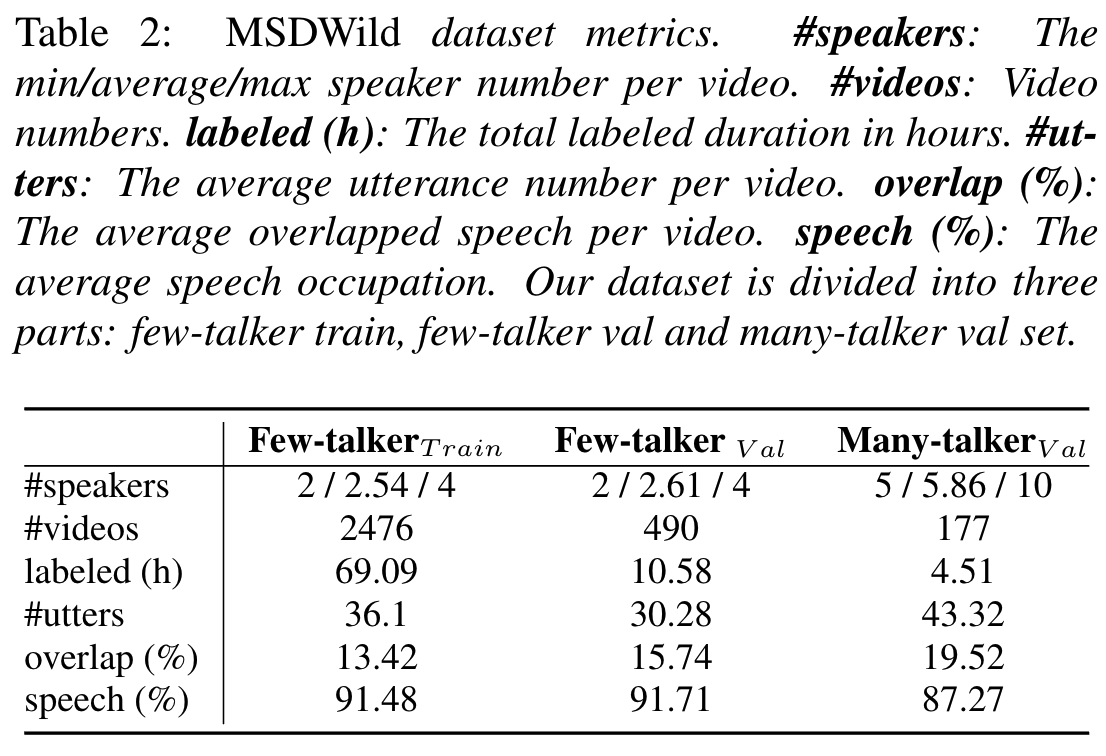 Table 2: MSDWild dataset metrics. #speakers: The
min/average/max speaker number per video. #videos: Video
numbers. labeled (h): The total labeled duration in hours. #ut-
ters: The average utterance number per video. overlap (%):
The average overlapped speech per video. speech (%): The
average speech occupation. Our dataset is divided into three
parts: few-talker train, few-talker val and many-talker val set.
Few-talker Train Few-talker Val Many-talker Val
#speakers 2 / 2.54 / 4 2 / 2.61 / 4 5 / 5.86 / 10
#videos 2476 490 177
labeled (h) 69.09 10.58 4.51
#utters 36.1 30.28 43.32
overlap (%) 13.42 15.74 19.52
speech (%) 91.48 91.71 87.27